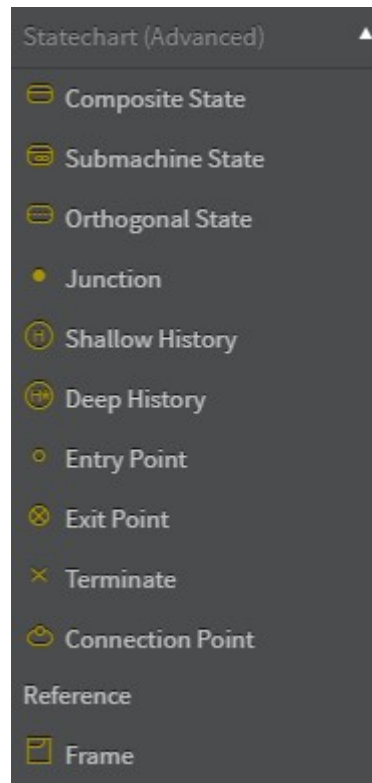 Statechart (Advanced)
Composite State
Submachine State
Orthogonal State
Junction
H Shallow History
H* Deep History
Entry Point
Exit Point
Terminate
Connection Point
Reference
Frame